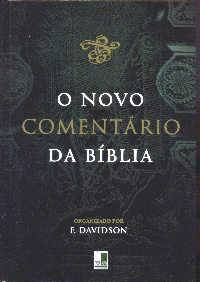 O NOVO
COMENTÁRIO
DA BÍBLIA
ORGANIZADO POR
F. DAVIDSON